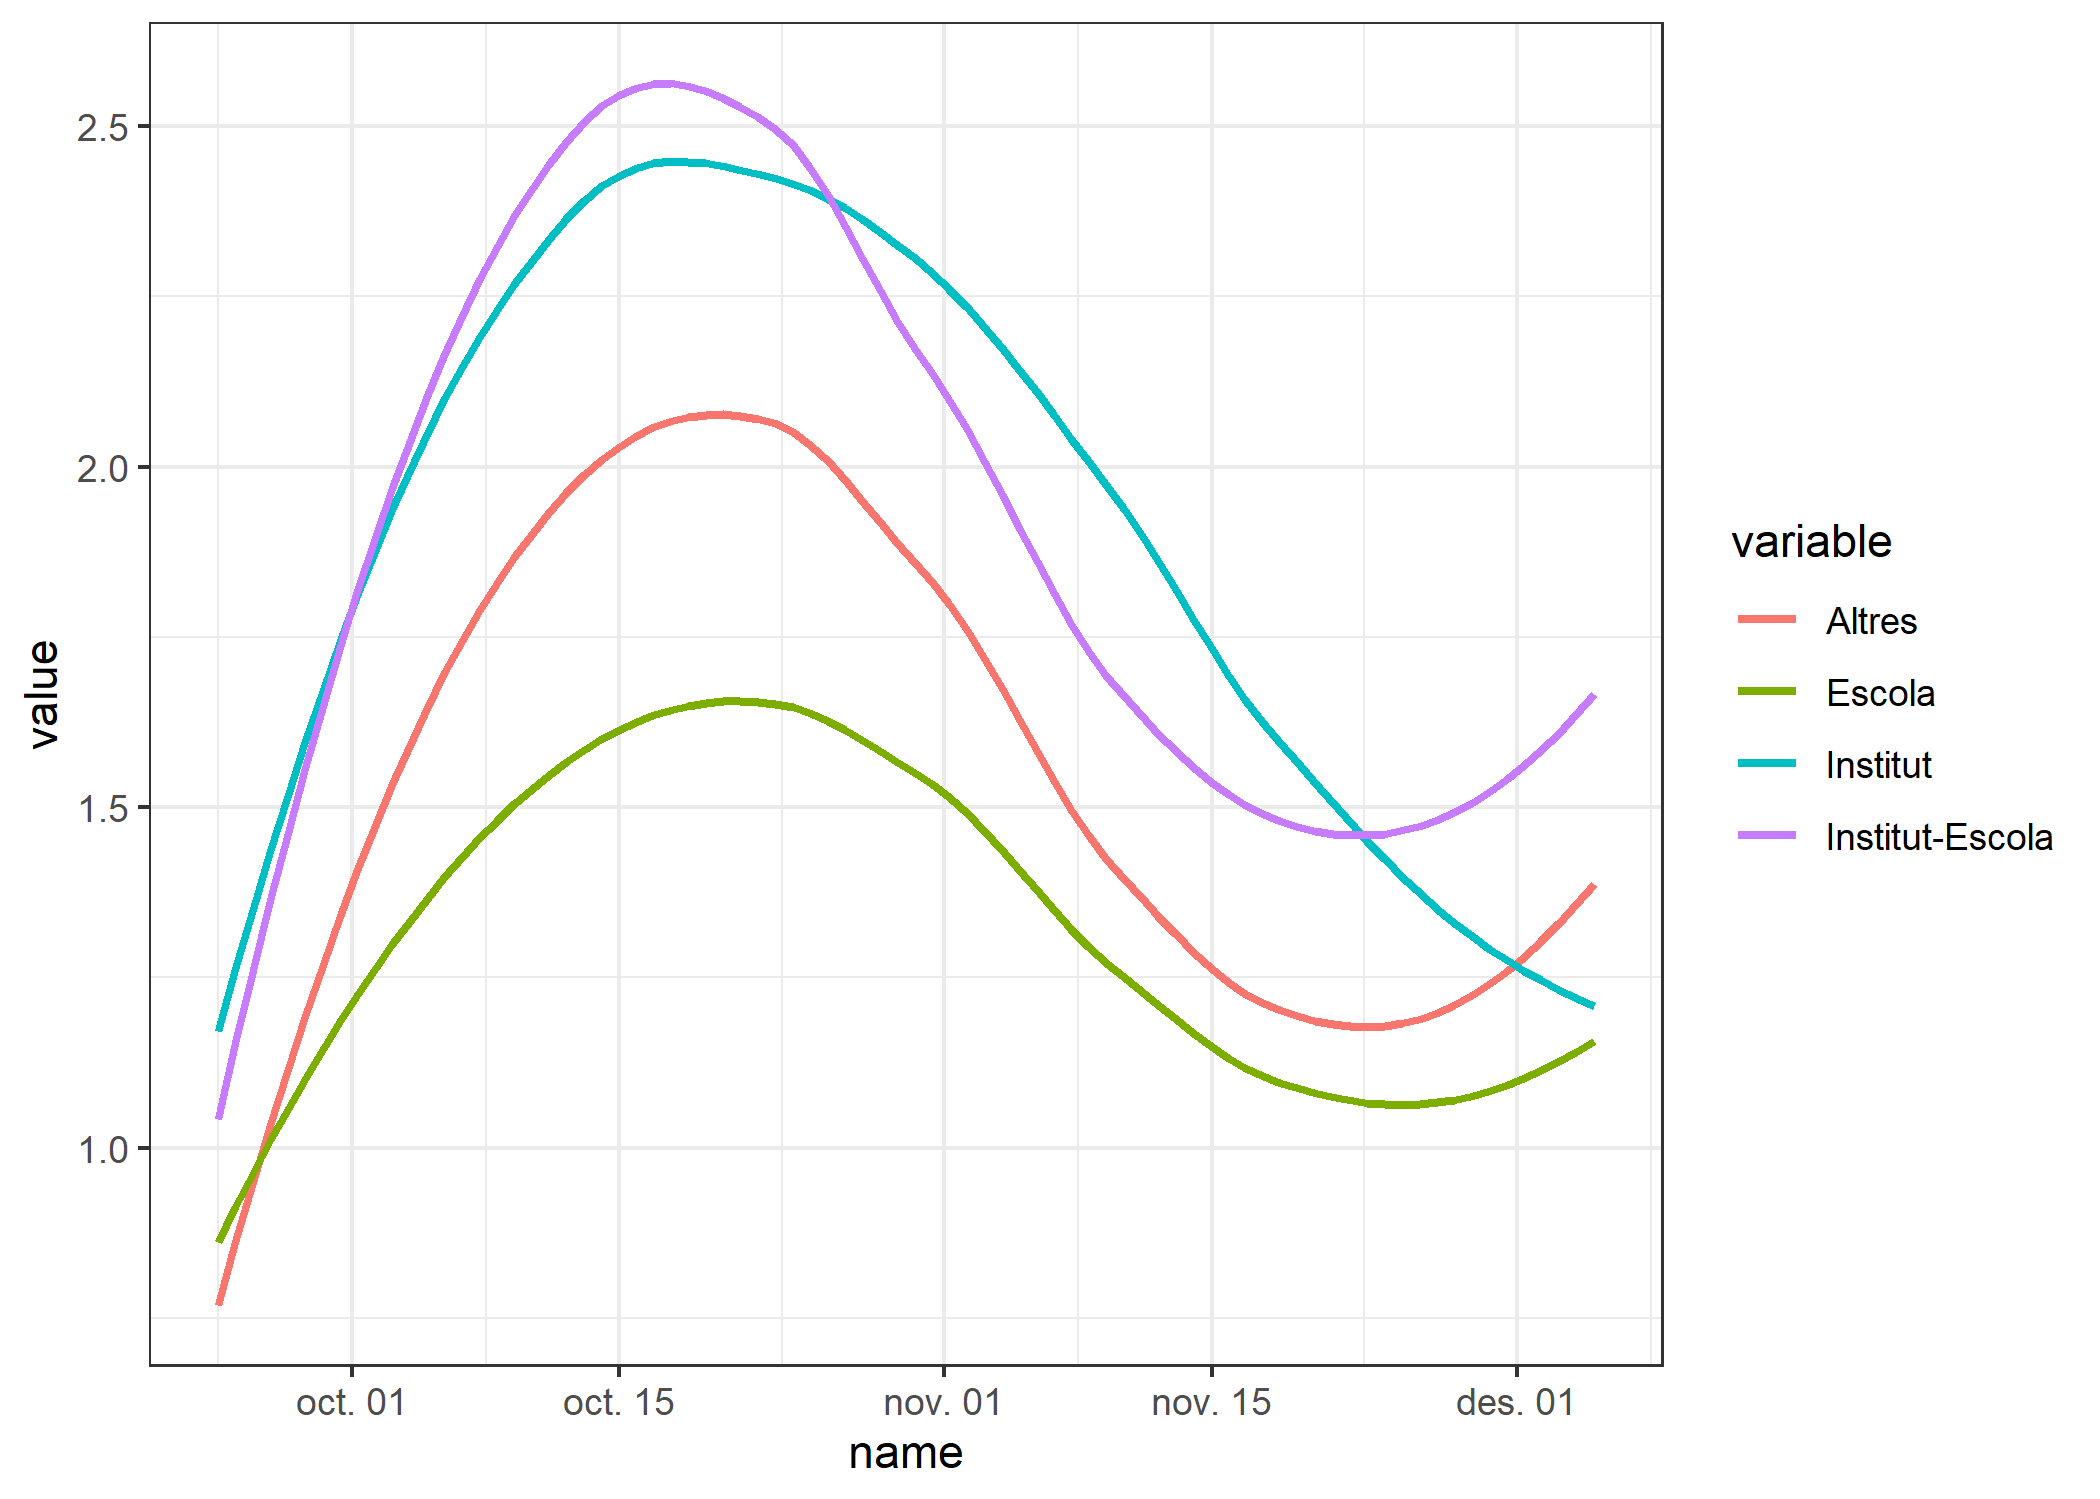 2.5
2.0
1.5
1.0
value
oct. 01
oct. 15
nov. 01
nov. 15
des. 01
name
variable
Altres
Escola
Institut
Institut-Escola